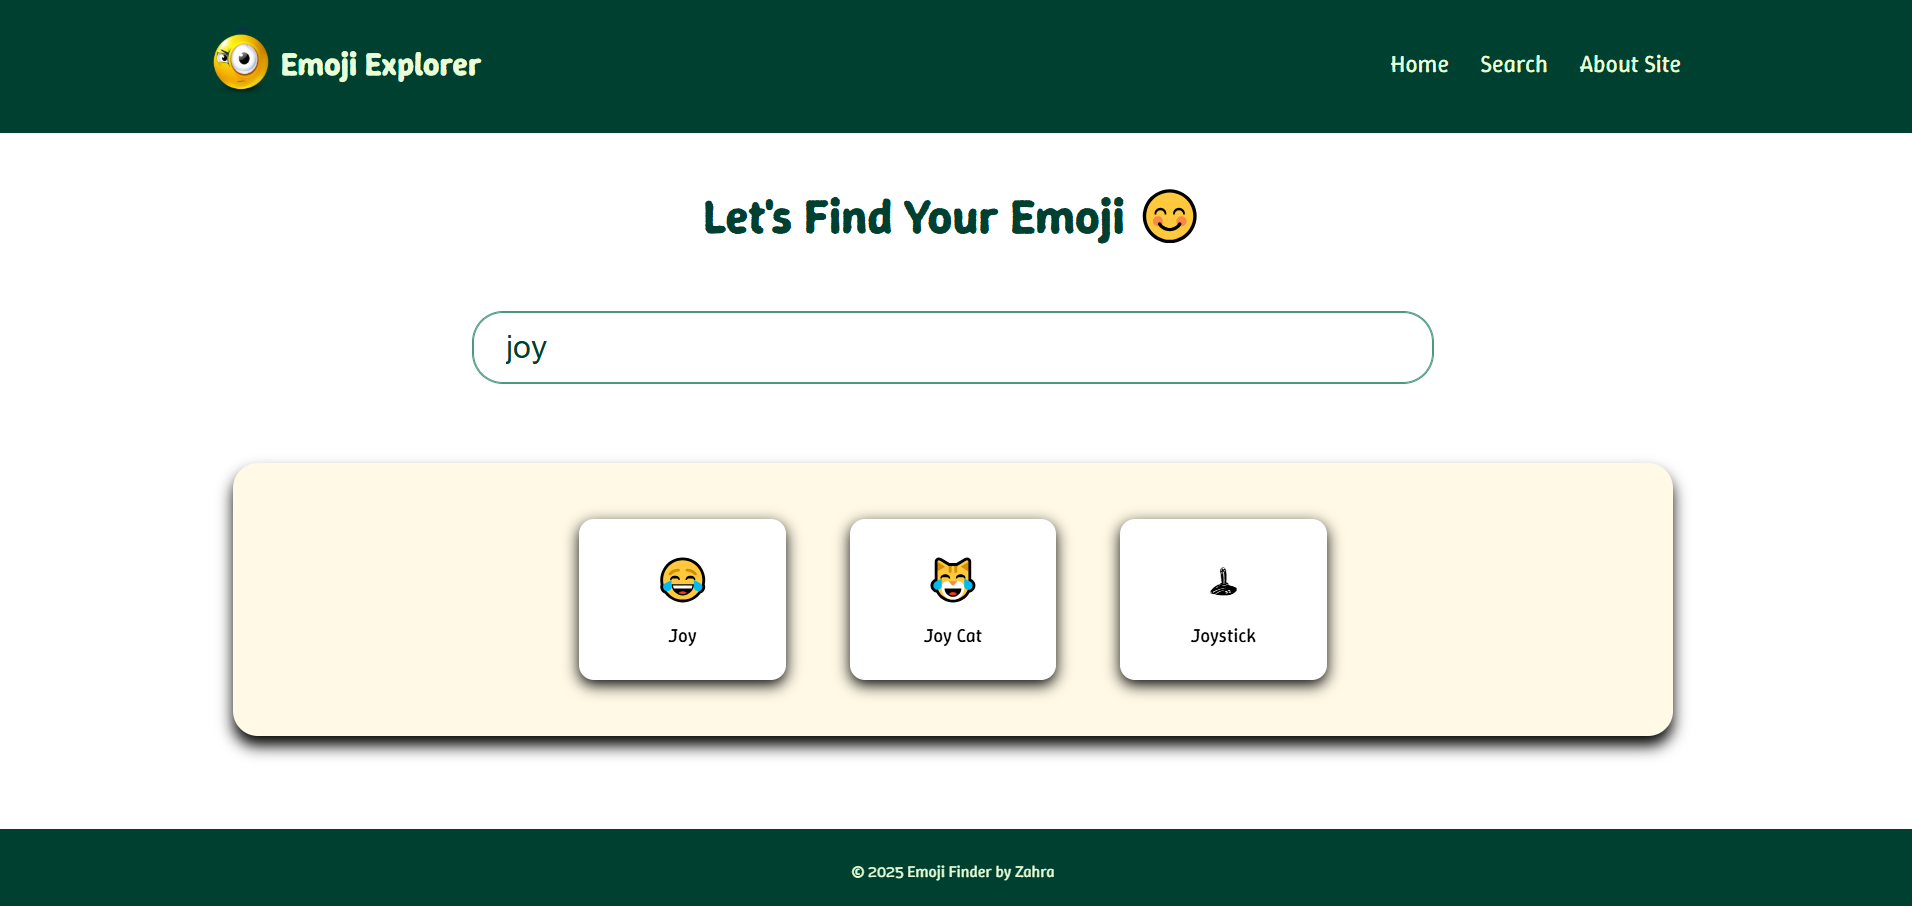 Emoji Explorer
Home
Search
About Site
Let's Find Your Emoji
joy
Joy
Joy Cat
Joystick
© 2025 Emoji Finder by Zahra